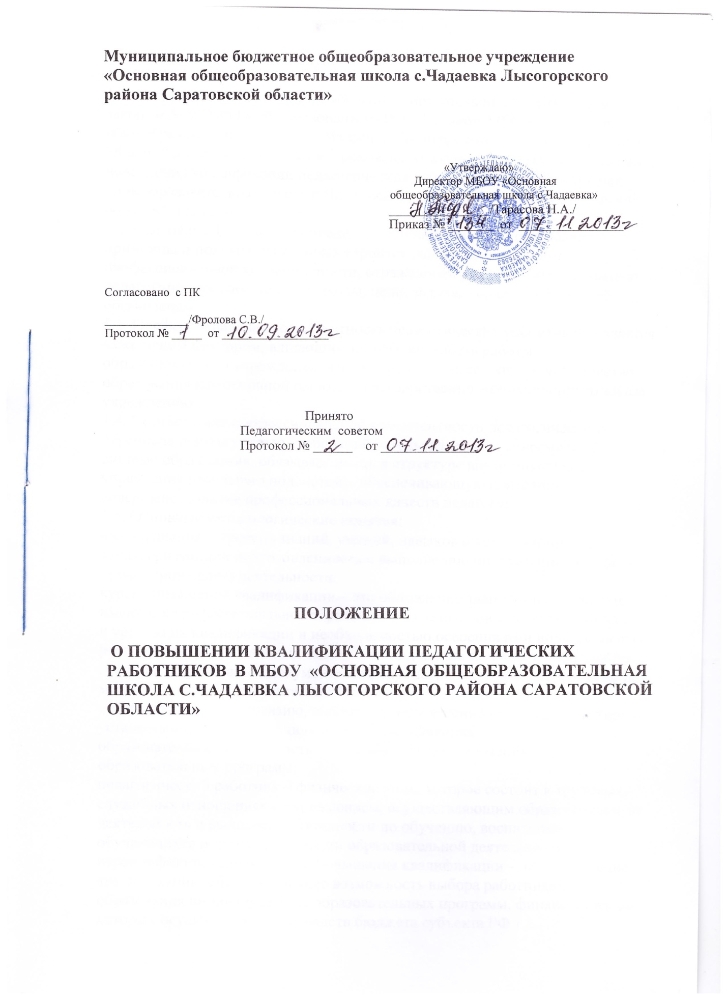 Муниципальное бюджетное общеобразовательное учреждение
«Основная общеобразовательная школа с.Чадаевка Лысогорского
района Саратовской области»
«Утверждаю»
Директор МБОУ «Основная
общеобразовательная школа с.Чадаевка»
/Тарасова Н.А./
Приказ № 134 от 07.11.2013г
Согласовано с ПК
/Фролова С.В./
Протокол № 1 от 10.09.2013г
Принято
Педагогическим советом
Протокол № 2 от 07.11.2013г
ПОЛОЖЕНИЕ
О ПОВЫШЕНИИ КВАЛИФИКАЦИИ ПЕДАГОГИЧЕСКИХ
РАБОТНИКОВ В МБОУ «ОСНОВНАЯ ОБЩЕОБРАЗОВАТЕЛЬНАЯ
ШКОЛА С.ЧАДАЕВКА ЛЫСОГОРСКОГО РАЙОНА САРАТОВСКОЙ
ОБЛАСТИ»